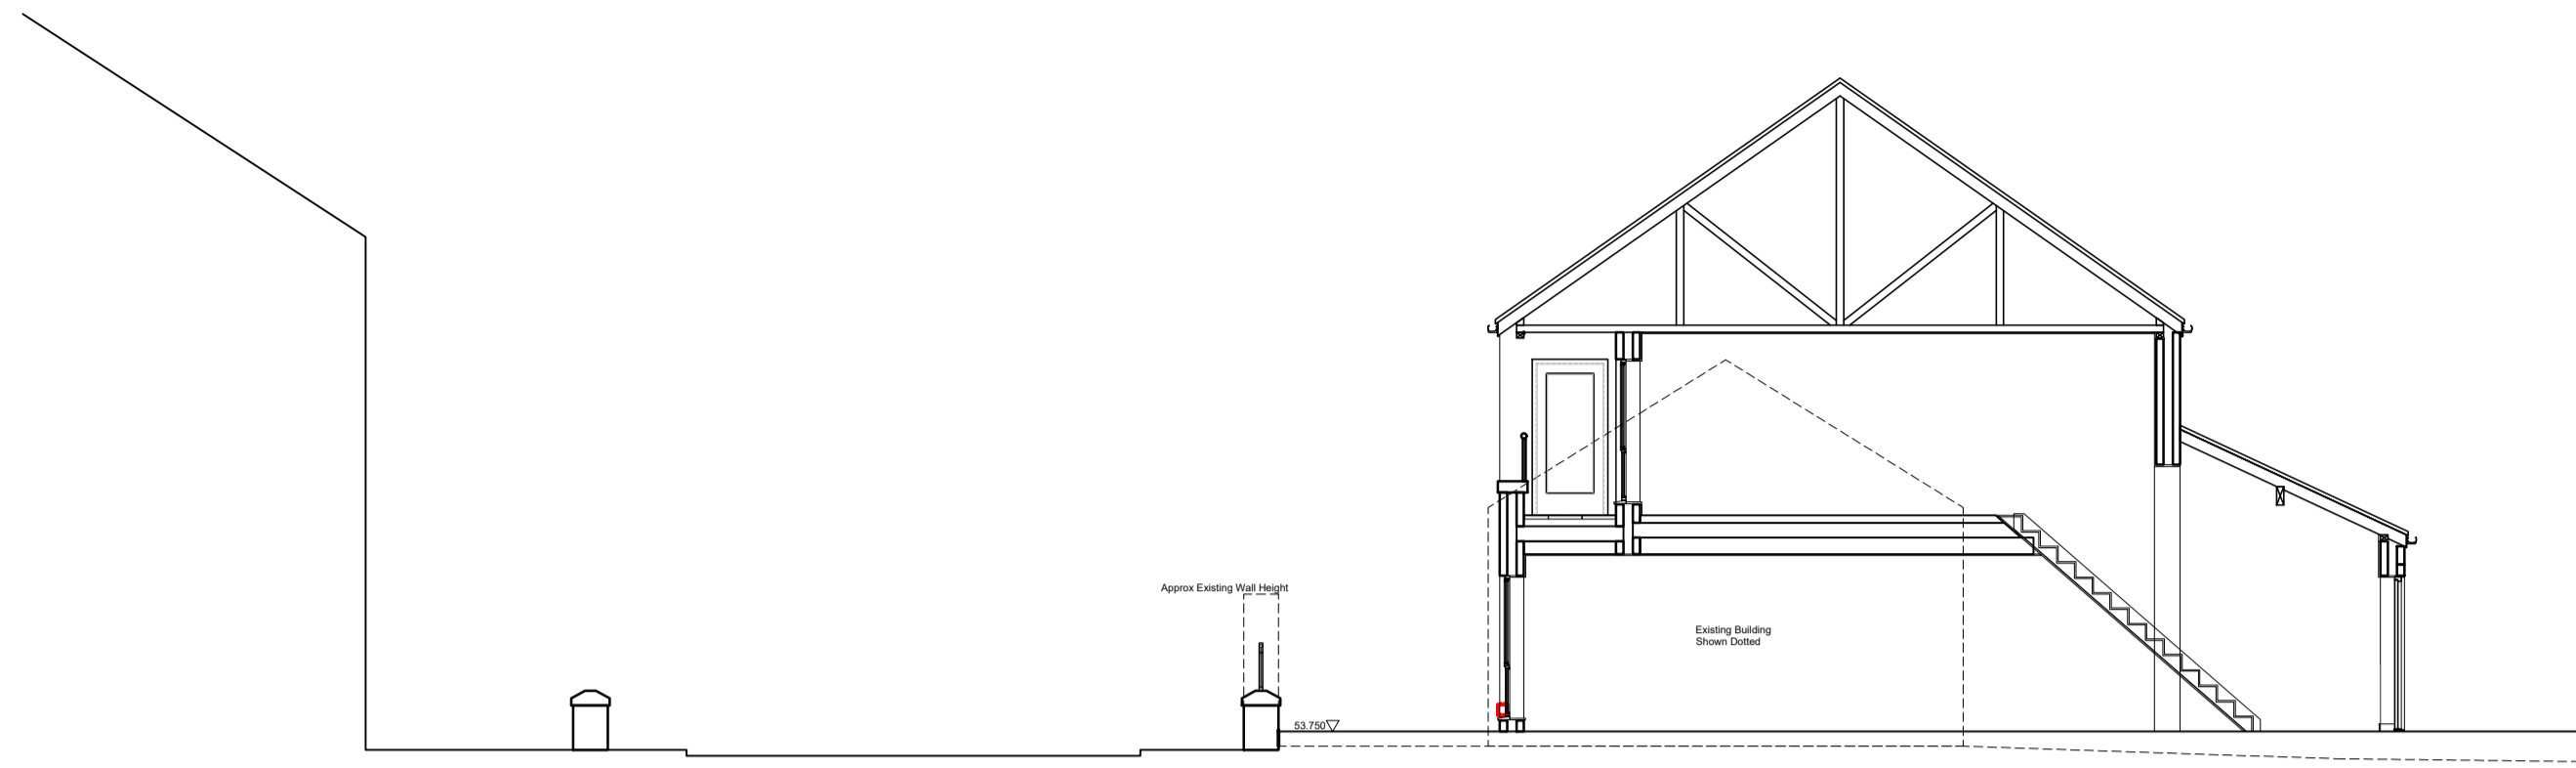 Approx Existing Wall Height
Existing Building
Shown Dotted
53.750